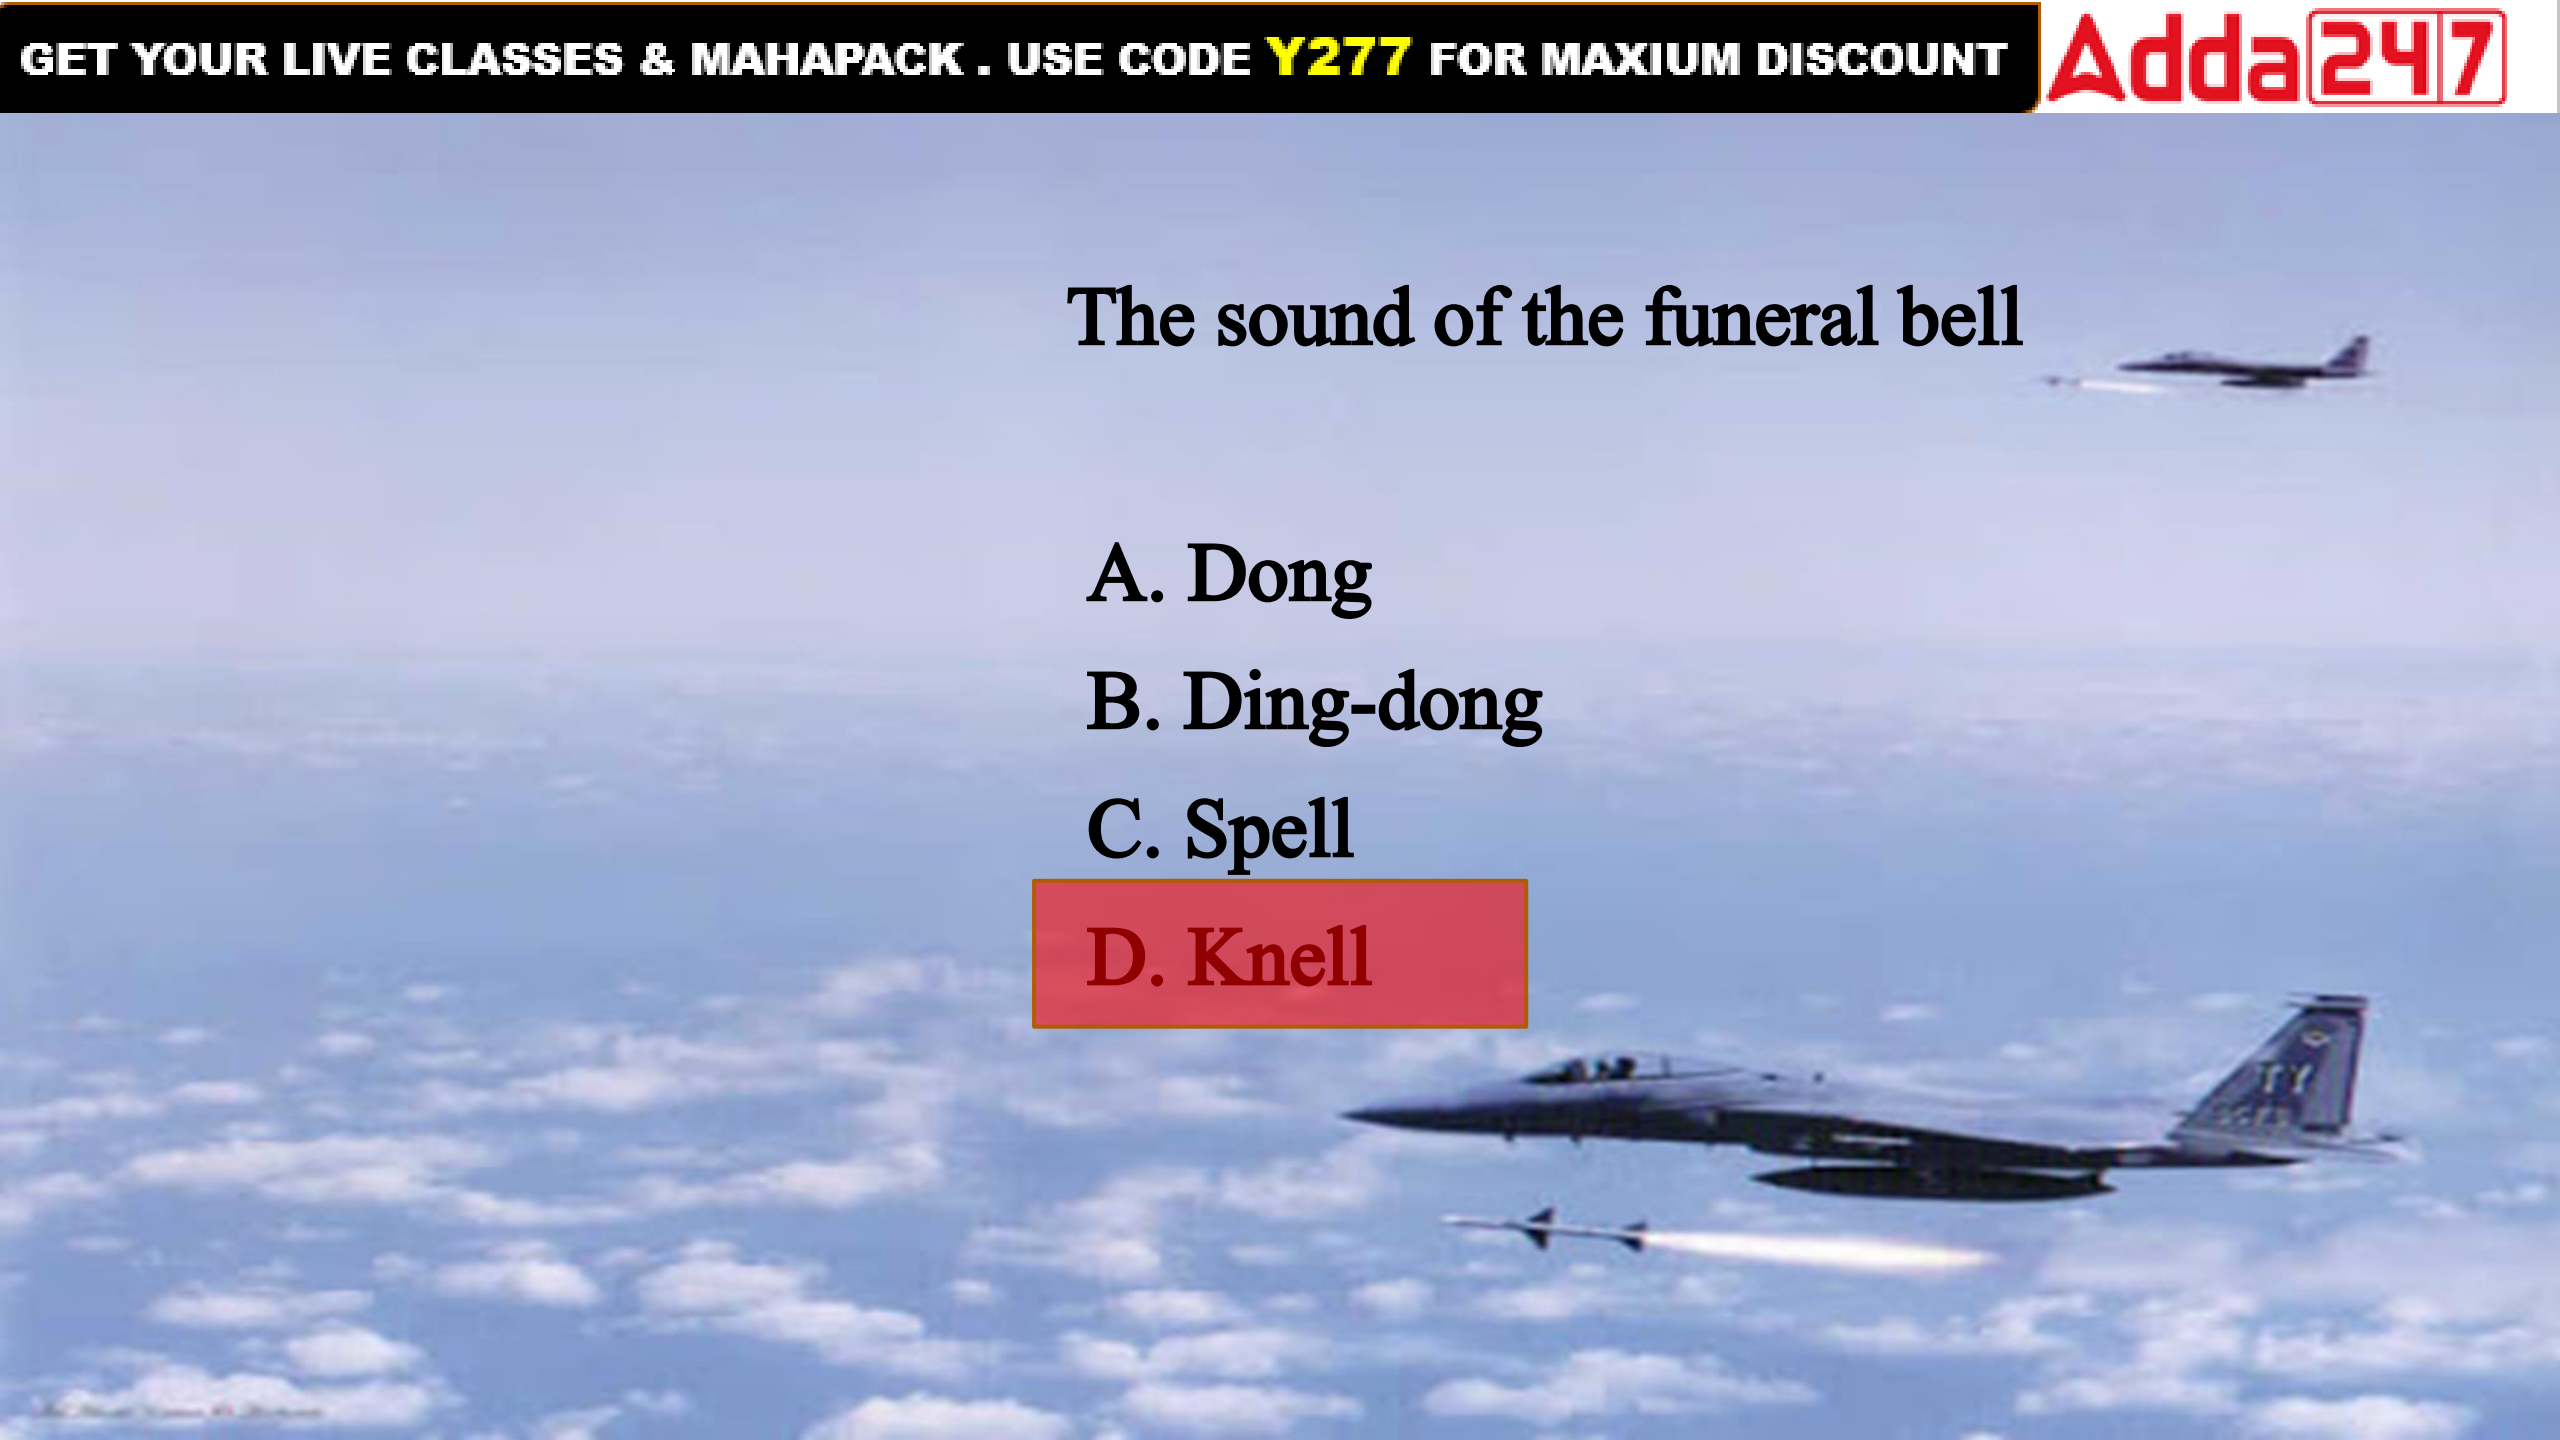 GET YOUR LIVE CLASSES & MAHAPACK . USE CODE Y277 FOR MAXIUM DISCOUNT
Adda247
The sound of the funeral bell
A. Dong
B. Ding-dong
C. Spell
D. Knell
TY